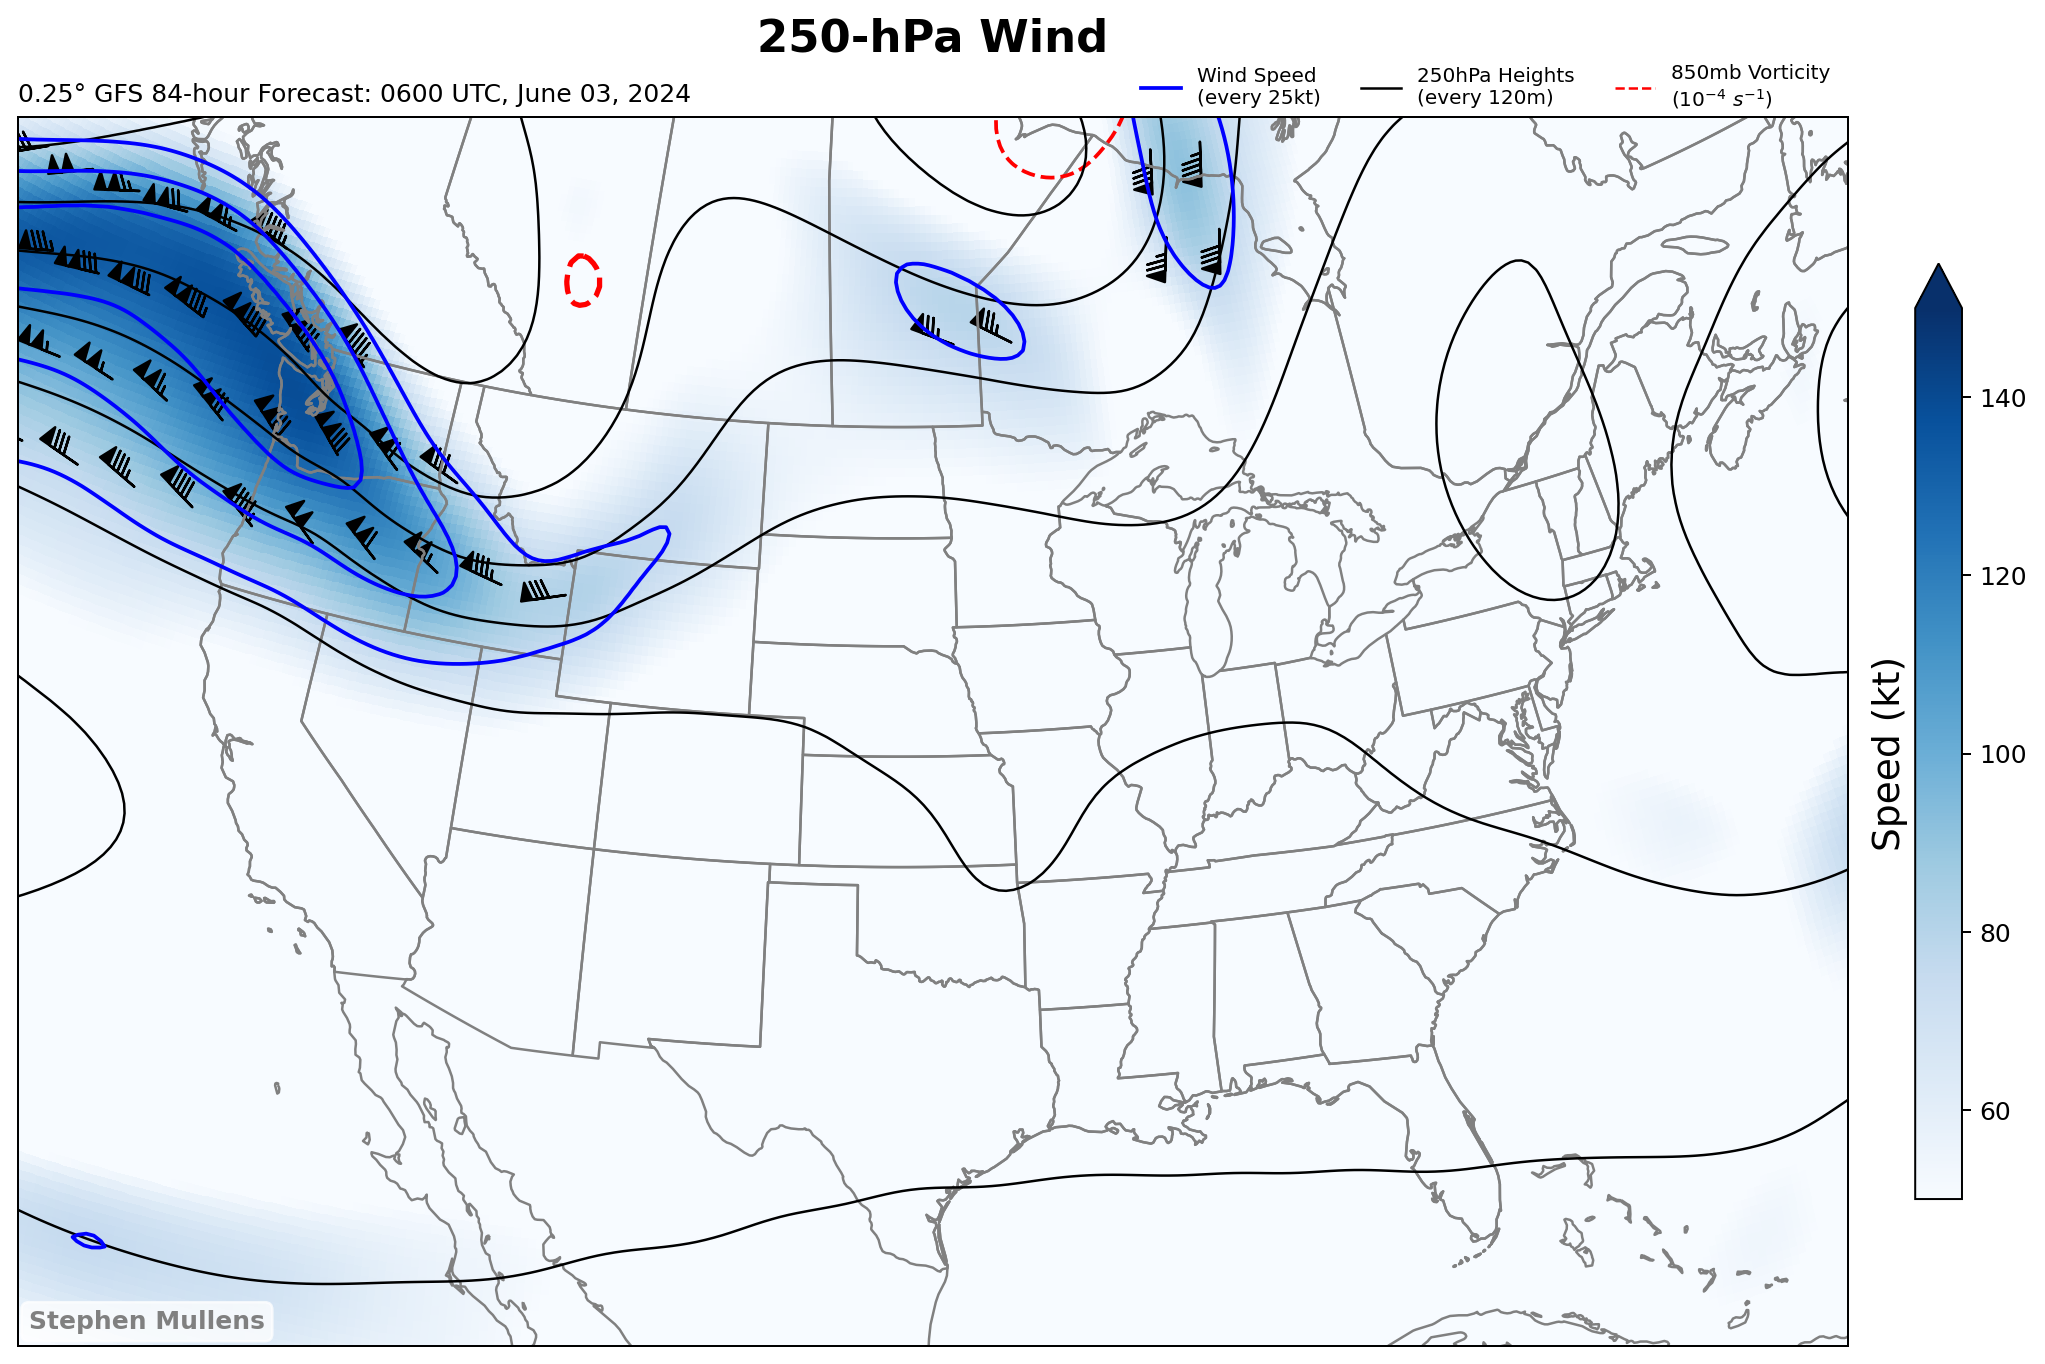 250-hPa Wind
0.25° GFS 84-hour Forecast: 0600 UTC, June 03, 2024
Wind Speed
(every 25kt)
250hPa Heights
(every 120m)
850mb Vorticity
(10⁻⁴ s⁻¹)
140
120
100
80
60
Speed (kt)
Stephen Mullens